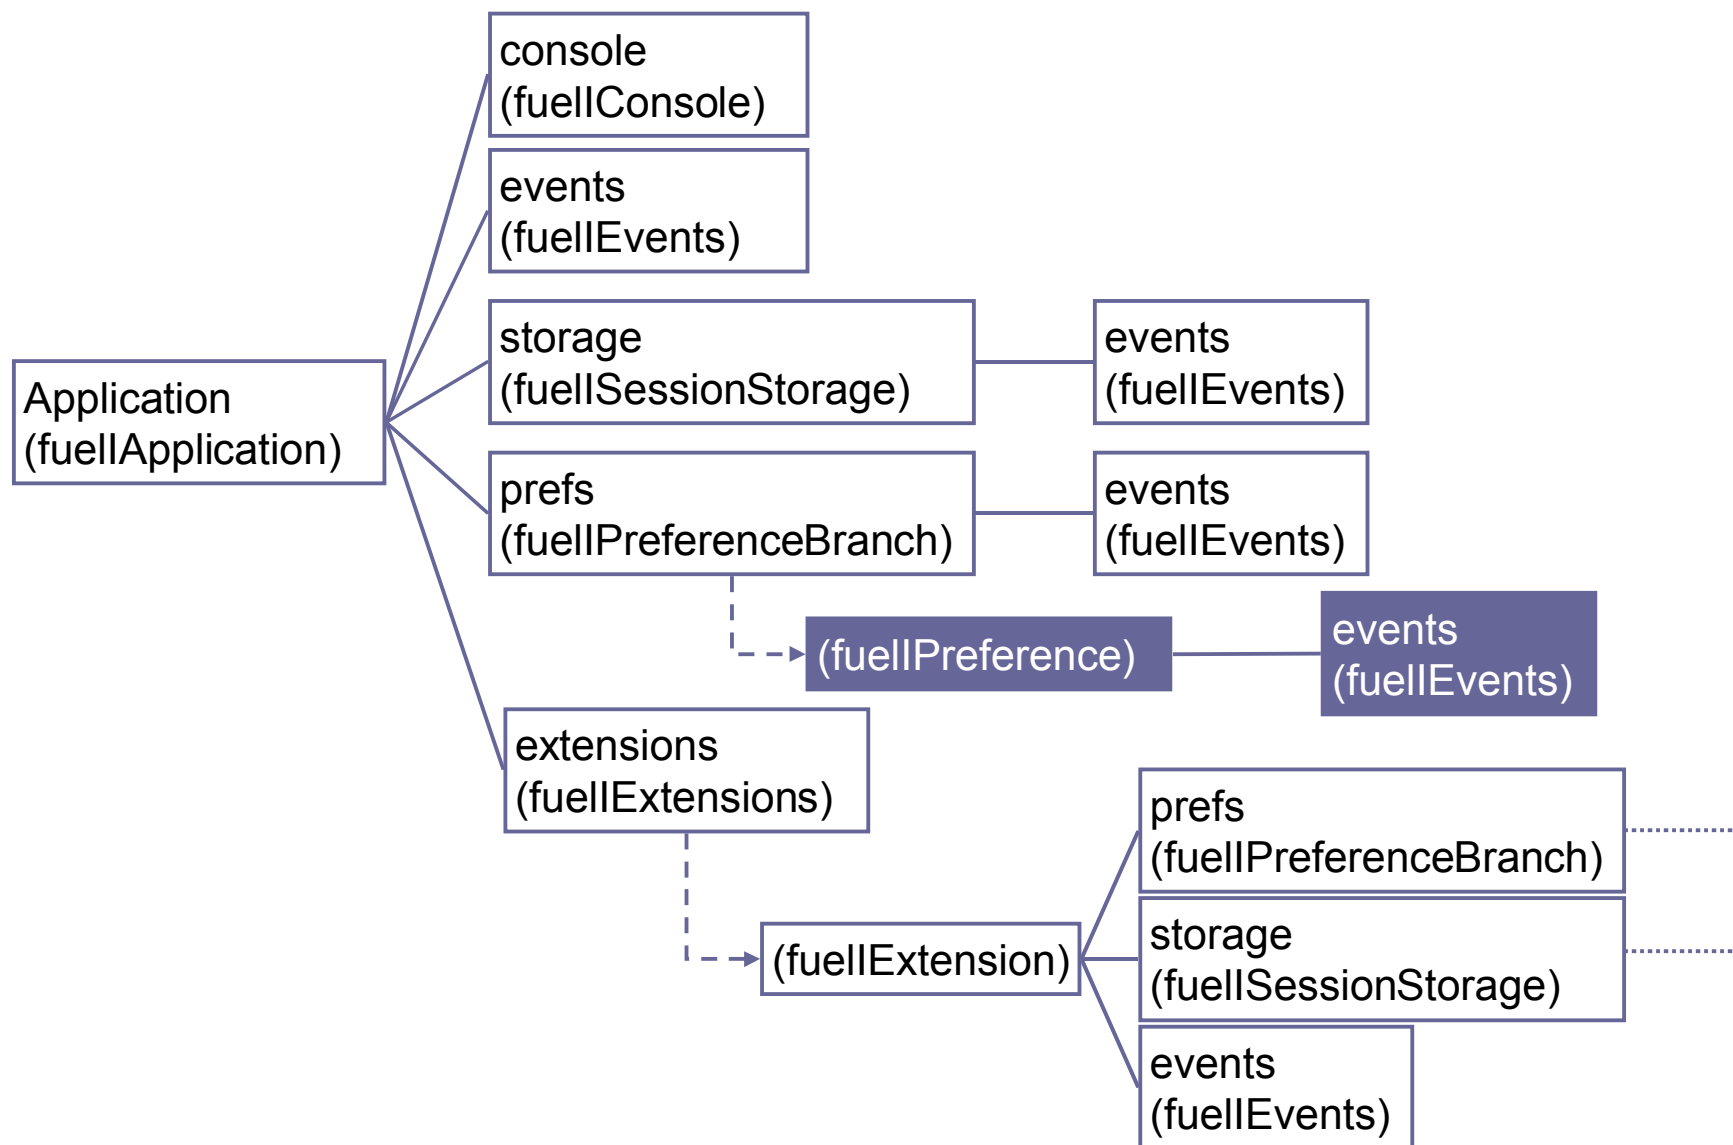 console
(fuelIConsole)
events
(fuelIEvents)
storage
(fuelISessionStorage)
events
(fuelIEvents)
Application
(fuelIApplication)
prefs
(fuelIPreferenceBranch)
events
(fuelIEvents)
(fuelIPreference)
events
(fuelIEvents)
extensions
(fuelIExtensions)
prefs
(fuelIPreferenceBranch)
(fuelIExtension)
storage
(fuelISessionStorage)
events
(fuelIEvents)